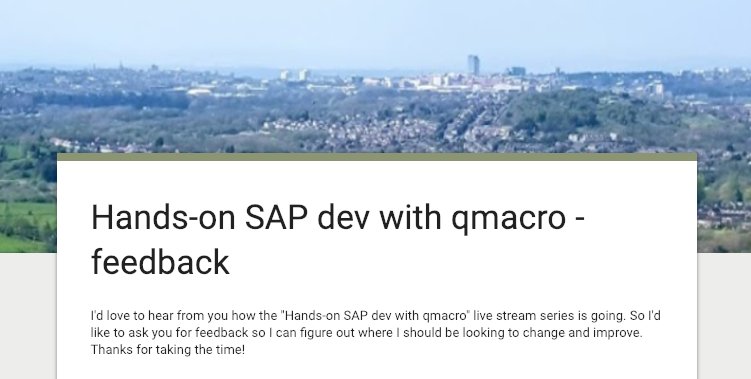 Hands-on SAP dev with qmacro -
feedback
I'd love to hear from you how the "Hands-on SAP dev with qmacro" live stream series is going. So I'd
like to ask you for feedback so I can figure out where I should be looking to change and improve.
Thanks for taking the time!